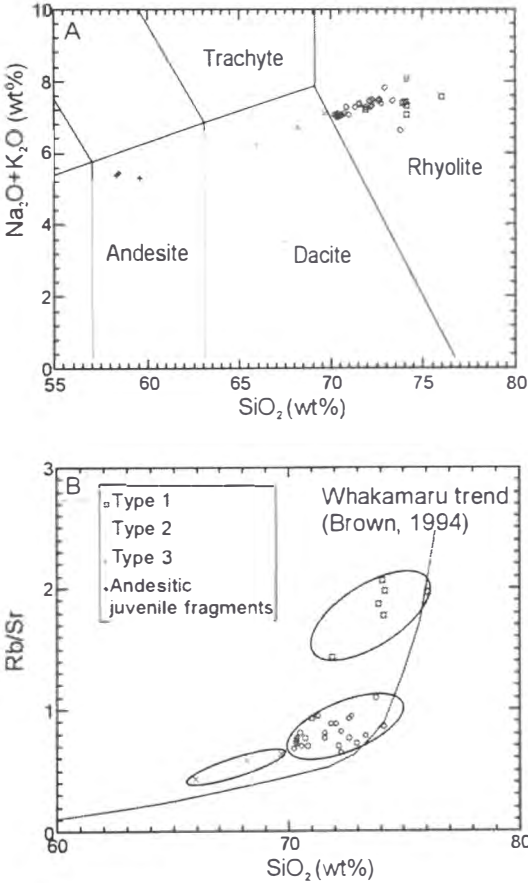 10
A
8
Trachyte
6
Rhyolite
Na₂O+K₂O (wt%)
4
Andesite
Dacite
2
0
55 60 65 70 75 80
SiO₂ (wt%)
3
B
Type 1
Type 2
Type 3
Andesitic
juvenile fragments
Whakamaru trend
(Brown, 1994)
2
Rb/Sr
1
0
60 70 80
SiO₂ (wt%)